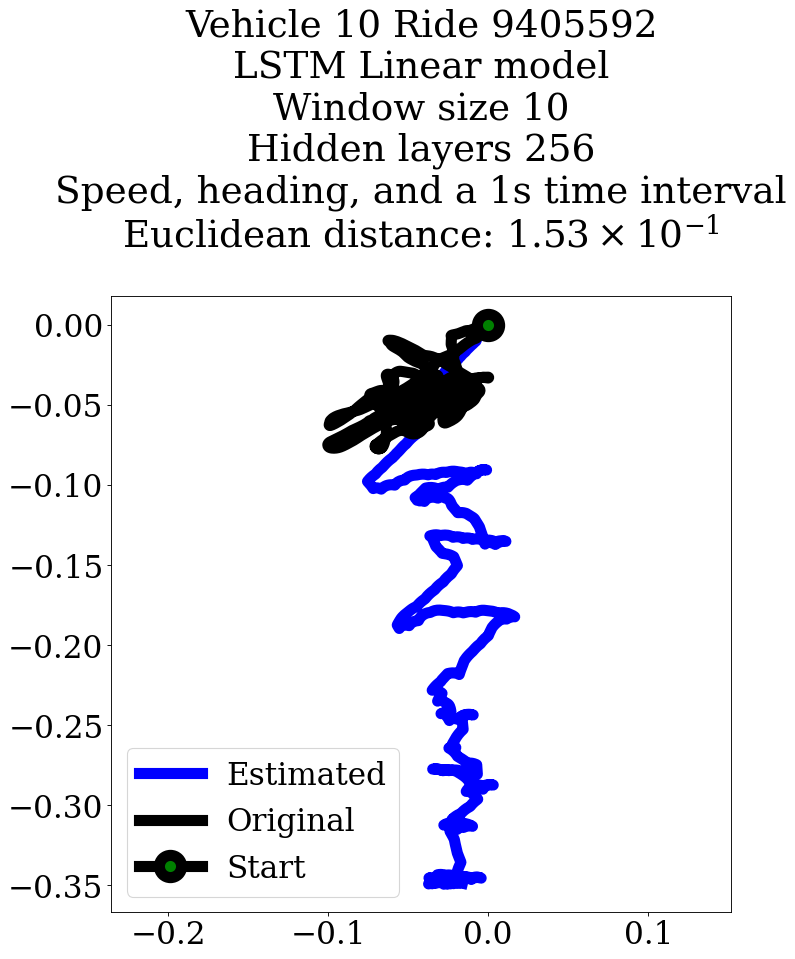 Vehicle 10 Ride 9405592
LSTM Linear model
Window size 10
Hidden layers 256
Speed, heading, and a 1s time interval
Euclidean distance: 1.53 × 10⁻¹
0.00
−0.05
−0.10
−0.15
−0.20
−0.25
−0.30
−0.35
Estimated
Original
Start
−0.2
−0.1
0.0
0.1